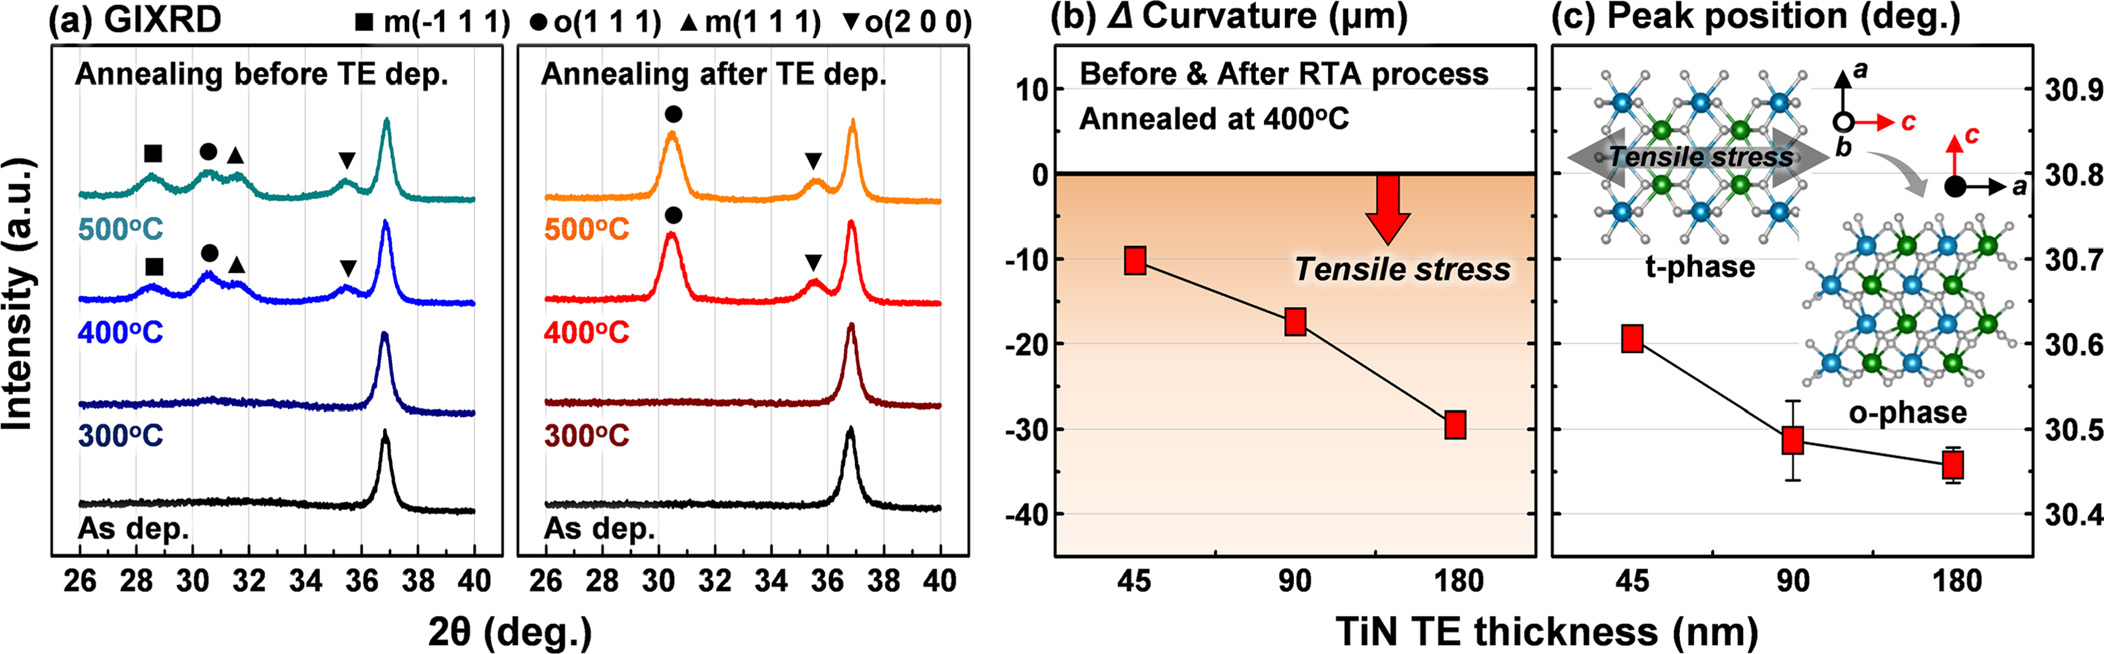 (a) GIXRD
■ m(-1 1 1) ● o(1 1 1) ▲ m(1 1 1) ▼ o(2 0 0)
Intensity (a.u.)
Annealing before TE dep.
500°C
400°C
300°C
As dep.
26 28 30 32 34 36 38 40
Annealing after TE dep.
500°C
400°C
300°C
As dep.
26 28 30 32 34 36 38 40
2θ (deg.)
(b) Δ Curvature (μm)
Before & After RTA process
Annealed at 400°C
10
0
-10
-20
-30
-40
Tensile stress
45 90 180
(c) Peak position (deg.)
Tensile stress
a
c
b
c
a
t-phase
o-phase
30.9
30.8
30.7
30.6
30.5
30.4
45 90 180
TiN TE thickness (nm)